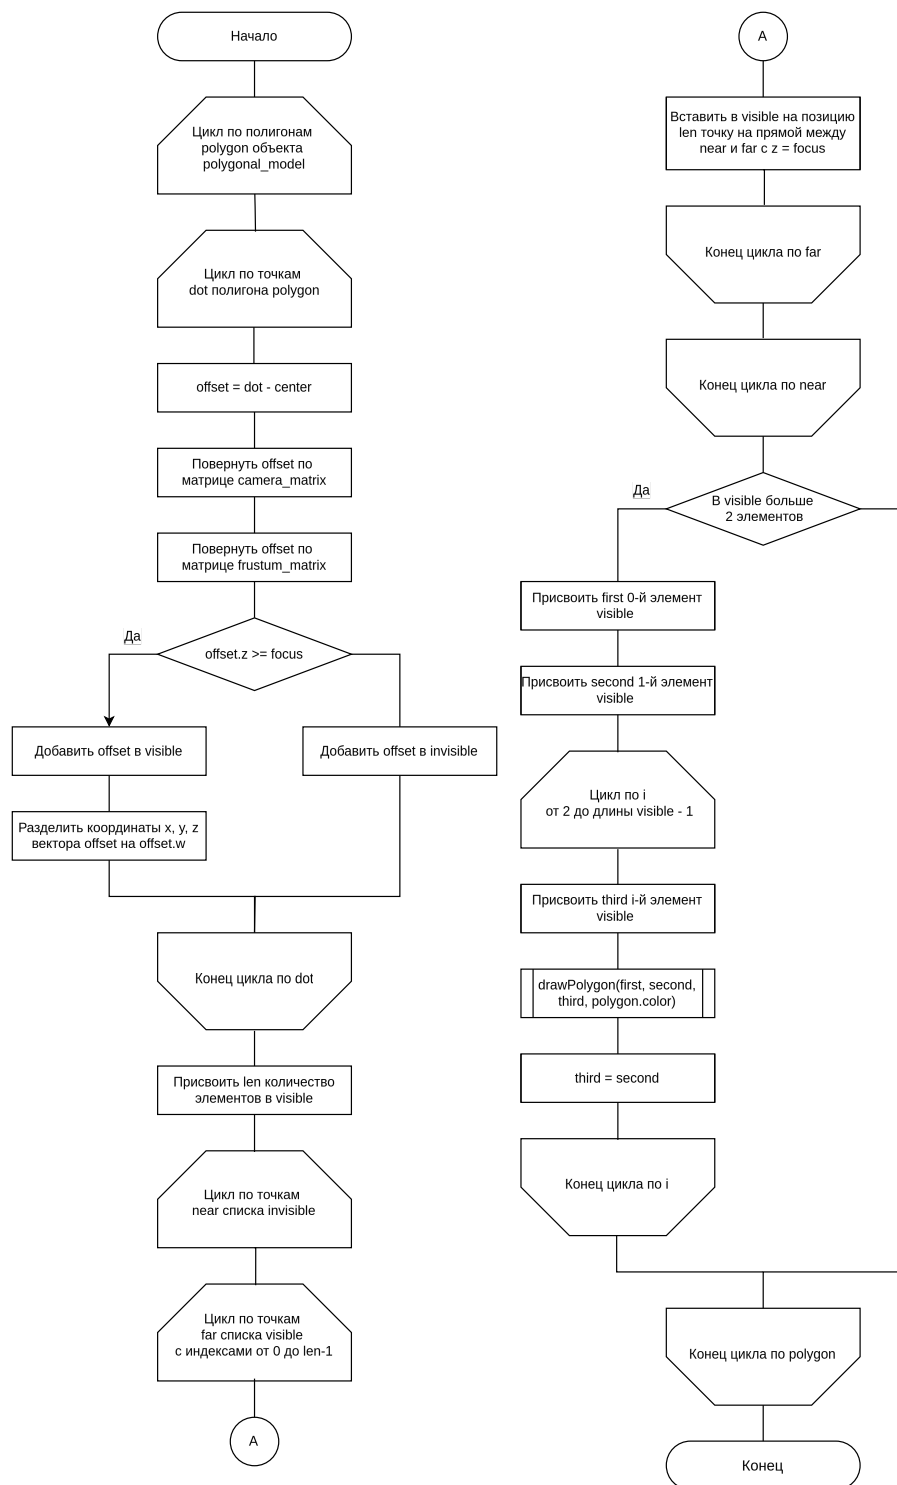 Начало
Цикл по полигонам
polygon объекта
polygonal_model
Цикл по точкам
dot полигона polygon
offset = dot - center
Повернуть offset по
матрице camera_matrix
Повернуть offset по
матрице frustum_matrix
Да
offset.z >= focus
Добавить offset в visible
Добавить offset в invisible
Разделить координаты x, y, z
вектора offset на offset.w
Конец цикла по dot
Присвоить len количество
элементов в visible
Цикл по точкам
near списка invisible
Цикл по точкам
far списка visible
с индексами от 0 до len-1
A
A
Вставить в visible на позицию
len точку на прямой между
near и far с z = focus
Конец цикла по far
Конец цикла по near
Да
В visible больше
2 элементов
Присвоить first 0-й элемент
visible
Присвоить second 1-й элемент
visible
Цикл по i
от 2 до длины visible - 1
Присвоить third i-й элемент
visible
drawPolygon(first, second,
third, polygon.color)
third = second
Конец цикла по i
Конец цикла по polygon
Конец